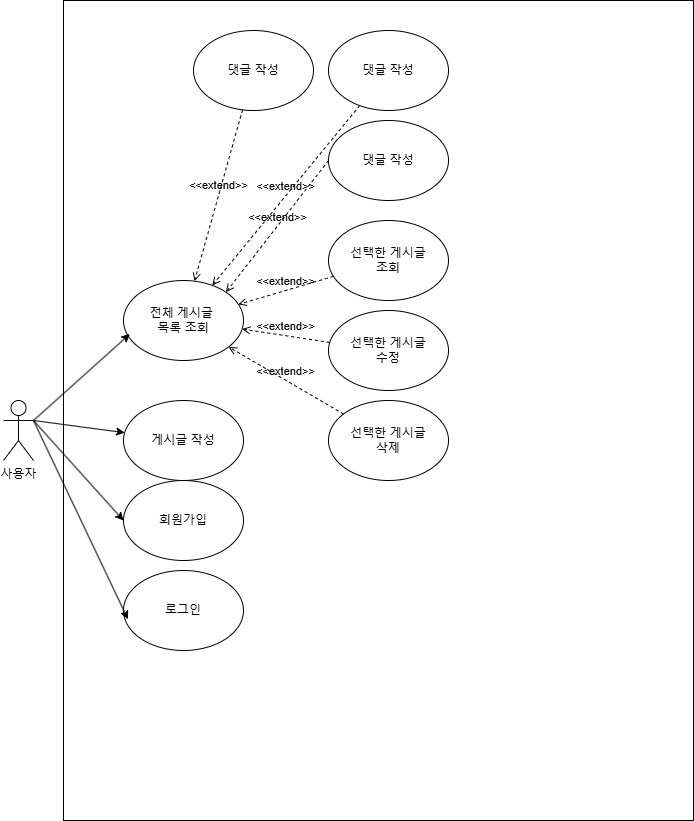 댓글 작성
댓글 작성
댓글 작성
<<extend>>
<<extend>>
<<extend>>
선택한 게시글
조회
<<extend>>
전체 게시글
목록 조회
<<extend>>
선택한 게시글
수정
<<extend>>
선택한 게시글
삭제
게시글 작성
사용자
회원가입
로그인